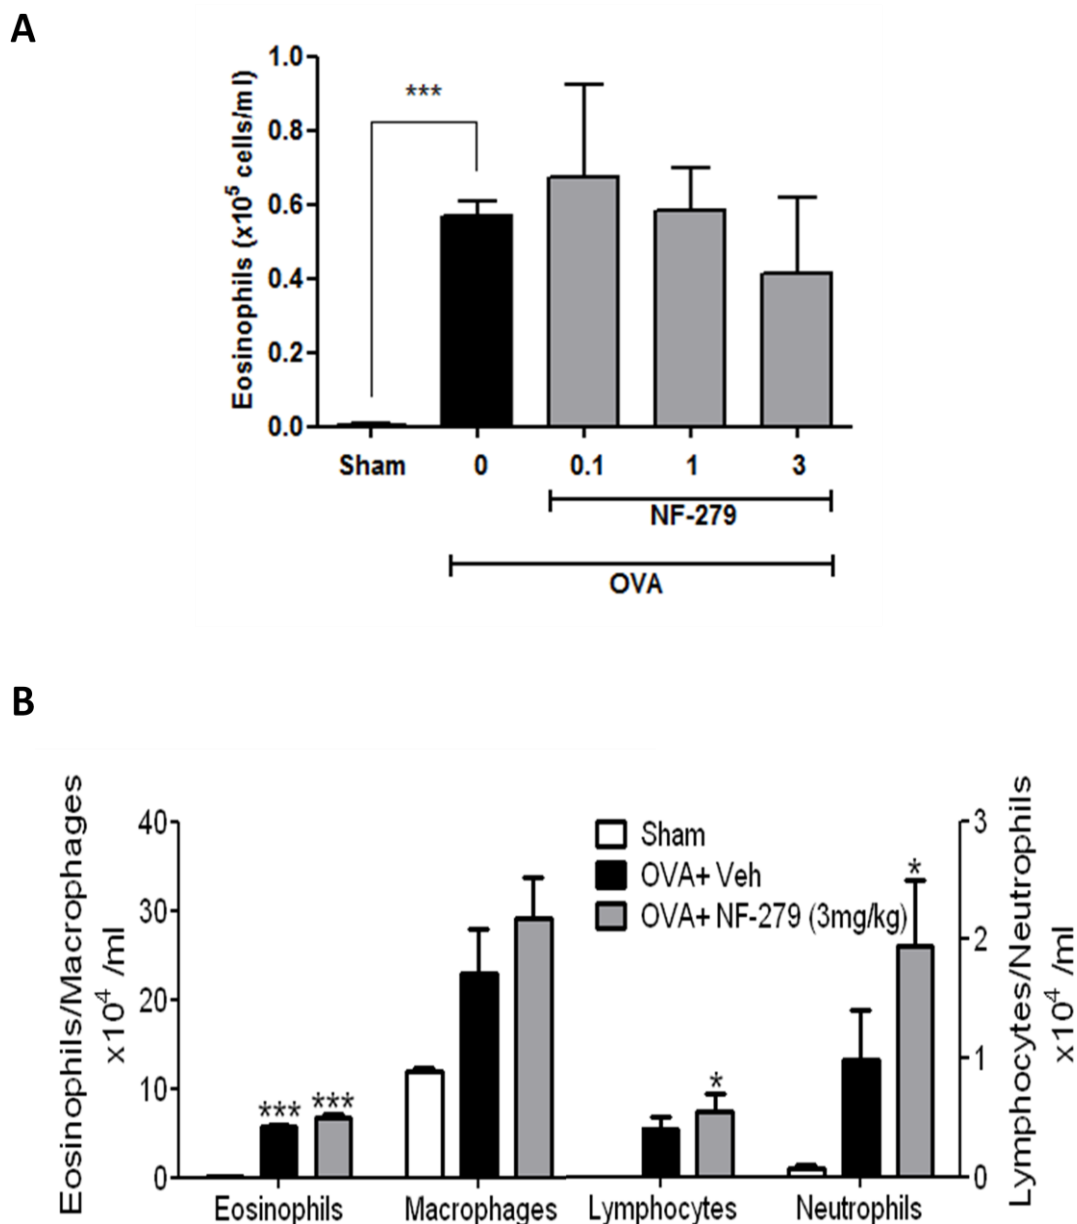 A
Eosinophils (x10⁵ cells/ml)
1.0
0.8
0.6
0.4
0.2
0.0
***
Sham 0 0.1 1 3
NF-279
OVA
B
Eosinophils/Macrophages
x10⁴ /ml
40
30
20
10
0
Sham
OVA+ Veh
OVA+ NF-279 (3mg/kg)
*** ***
*
*
3
2
1
0
Lymphocytes/Neutrophils
x10⁴ /ml
Eosinophils Macrophages Lymphocytes Neutrophils